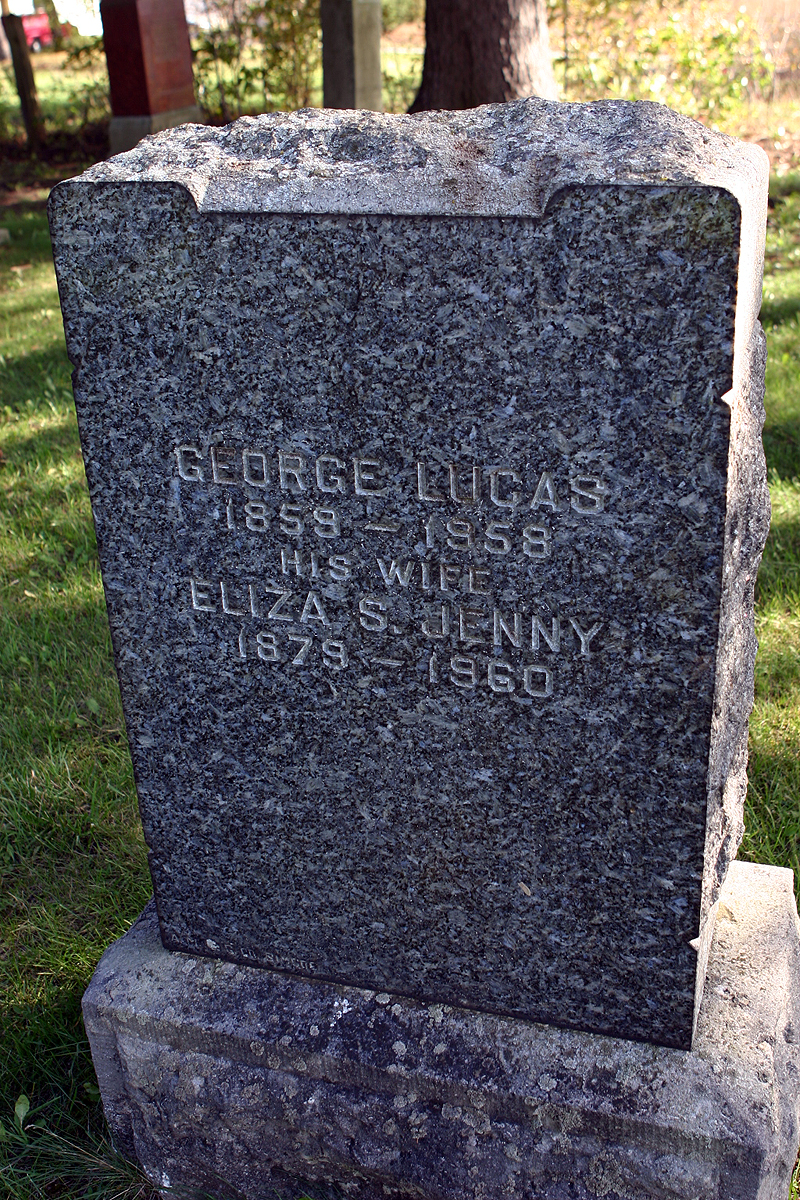 GEORGE LUCAS
1859 — 1958
HIS WIFE
ELIZA S. JENNY
1879 — 1960